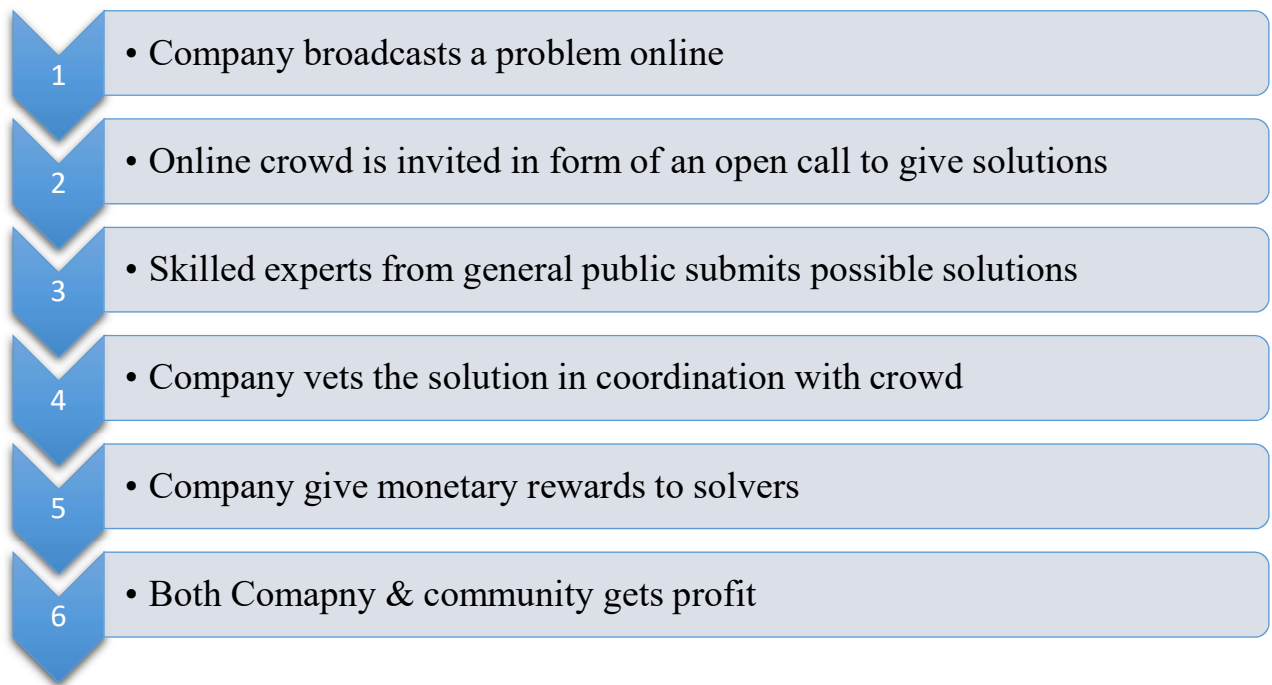 1 • Company broadcasts a problem online
2 • Online crowd is invited in form of an open call to give solutions
3 • Skilled experts from general public submits possible solutions
4 • Company vets the solution in coordination with crowd
5 • Company give monetary rewards to solvers
6 • Both Comapny & community gets profit